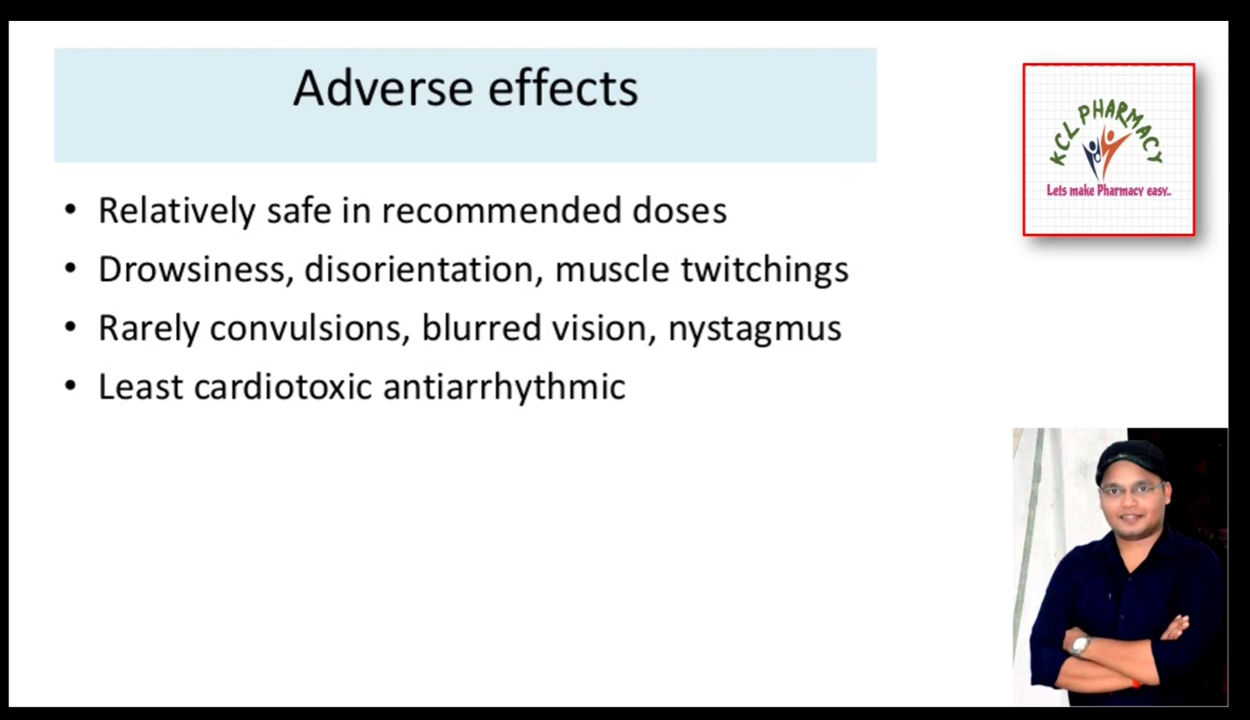 Adverse effects
KCL PHARMACY
Lets make Pharmacy easy..
• Relatively safe in recommended doses
• Drowsiness, disorientation, muscle twitchings
• Rarely convulsions, blurred vision, nystagmus
• Least cardiotoxic antiarrhythmic